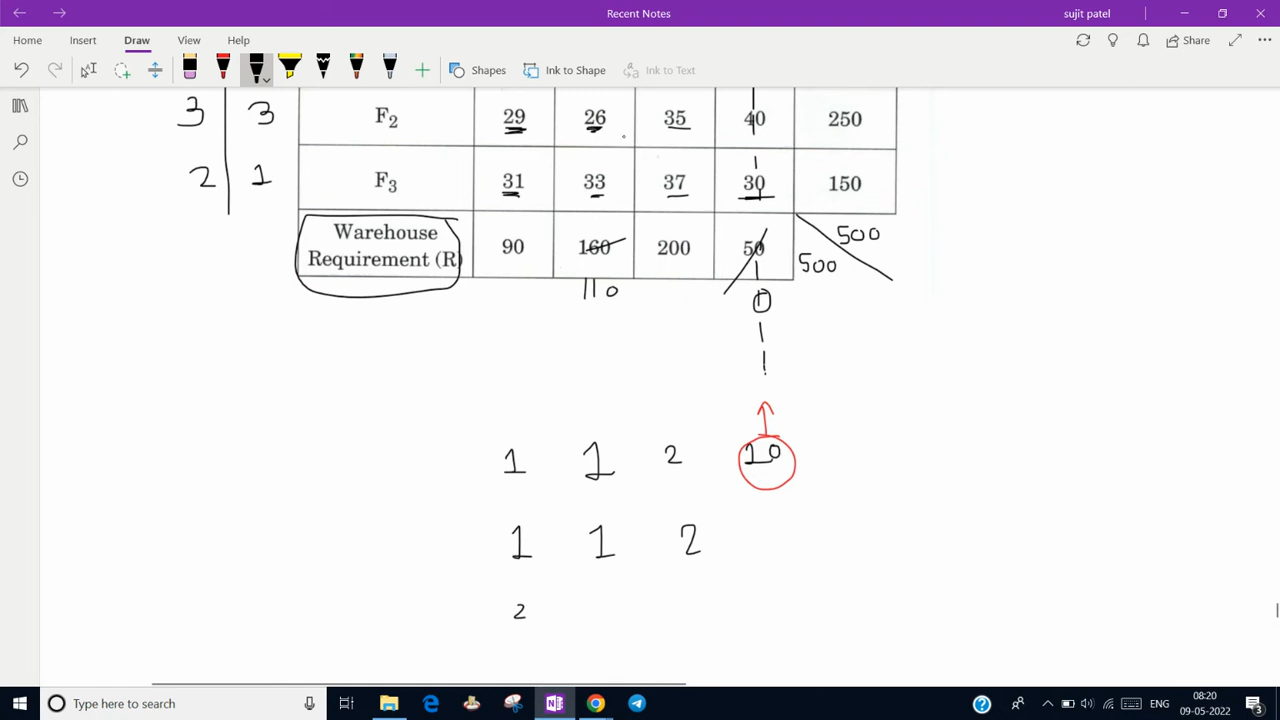 Recent Notes
sujit patel
Home Insert Draw View Help
Share
Shapes Ink to Shape Ink to Text
3 3 F2 29 26 35 40 250
2 1 F3 31 33 37 30 150
Warehouse
Requirement (R) 90 160 200 50 500
500
110 0
1 1 2 10
1 1 2
2
Type here to search
ENG
08:20
09-05-2022
3